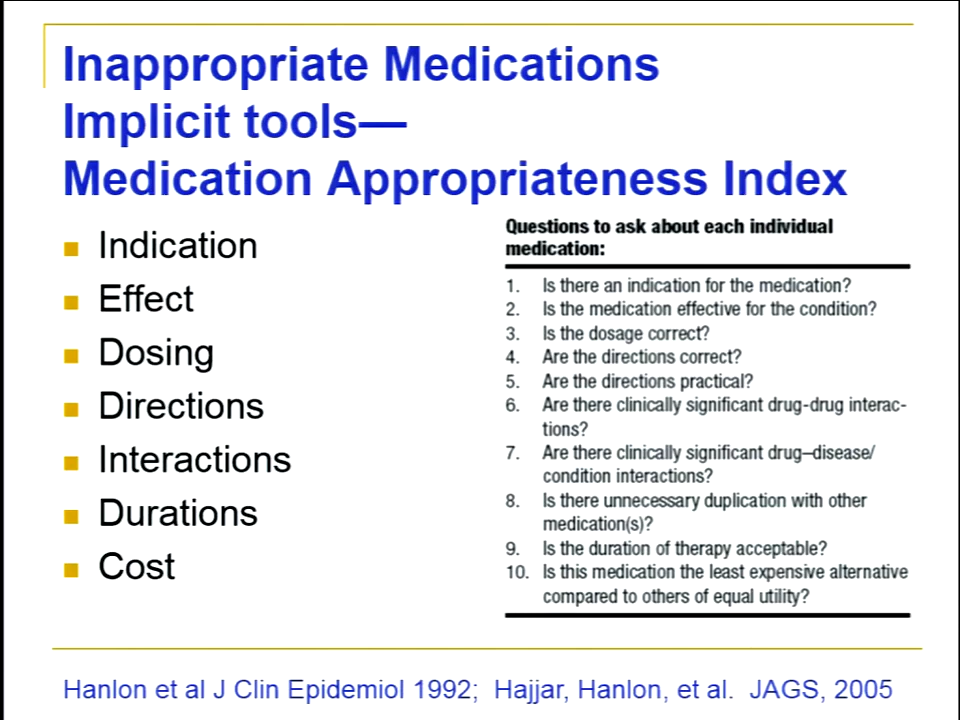 Inappropriate Medications
Implicit tools—
Medication Appropriateness Index
Indication
Effect
Dosing
Directions
Interactions
Durations
Cost
Questions to ask about each individual
medication:
1. Is there an indication for the medication?
2. Is the medication effective for the condition?
3. Is the dosage correct?
4. Are the directions correct?
5. Are the directions practical?
6. Are there clinically significant drug-drug interac-
tions?
7. Are there clinically significant drug–disease/
condition interactions?
8. Is there unnecessary duplication with other
medication(s)?
9. Is the duration of therapy acceptable?
10. Is this medication the least expensive alternative
compared to others of equal utility?
Hanlon et al J Clin Epidemiol 1992; Hajjar, Hanlon, et al. JAGS, 2005